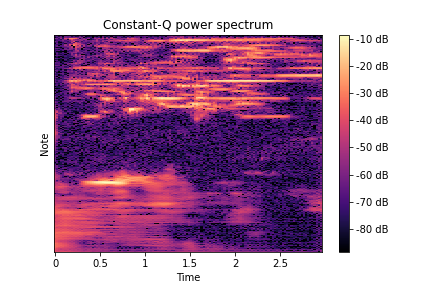 Constant-Q power spectrum
Note
0
0.5
1
1.5
2
2.5
Time
-10 dB
-20 dB
-30 dB
-40 dB
-50 dB
-60 dB
-70 dB
-80 dB